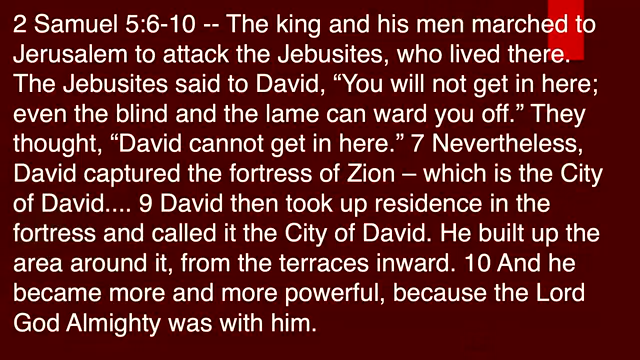 2 Samuel 5:6-10 -- The king and his men marched to
Jerusalem to attack the Jebusites, who lived there.
The Jebusites said to David, “You will not get in here;
even the blind and the lame can ward you off.” They
thought, “David cannot get in here.” 7 Nevertheless,
David captured the fortress of Zion – which is the City
of David.... 9 David then took up residence in the
fortress and called it the City of David. He built up the
area around it, from the terraces inward. 10 And he
became more and more powerful, because the Lord
God Almighty was with him.